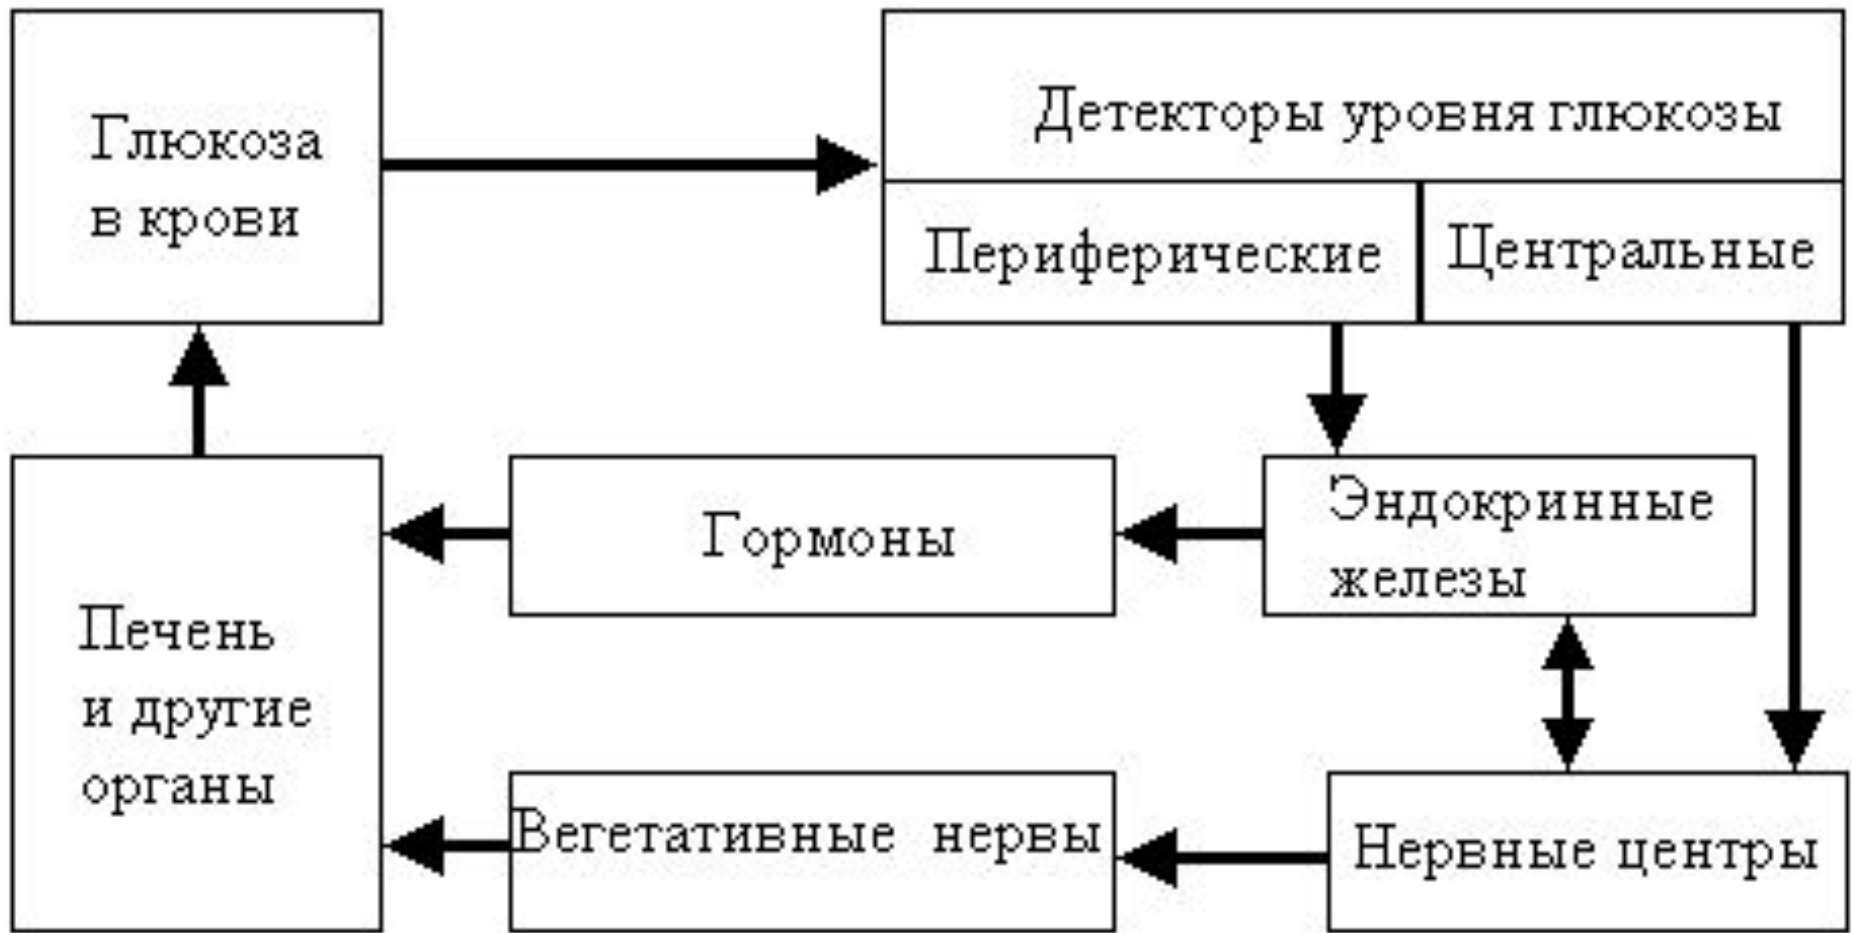 Глюкоза
в крови
Детекторы уровня глюкозы
Периферические
Центральные
Печень
и другие
органы
Гормоны
Эндокринные
железы
Вегетативные нервы
Нервные центры